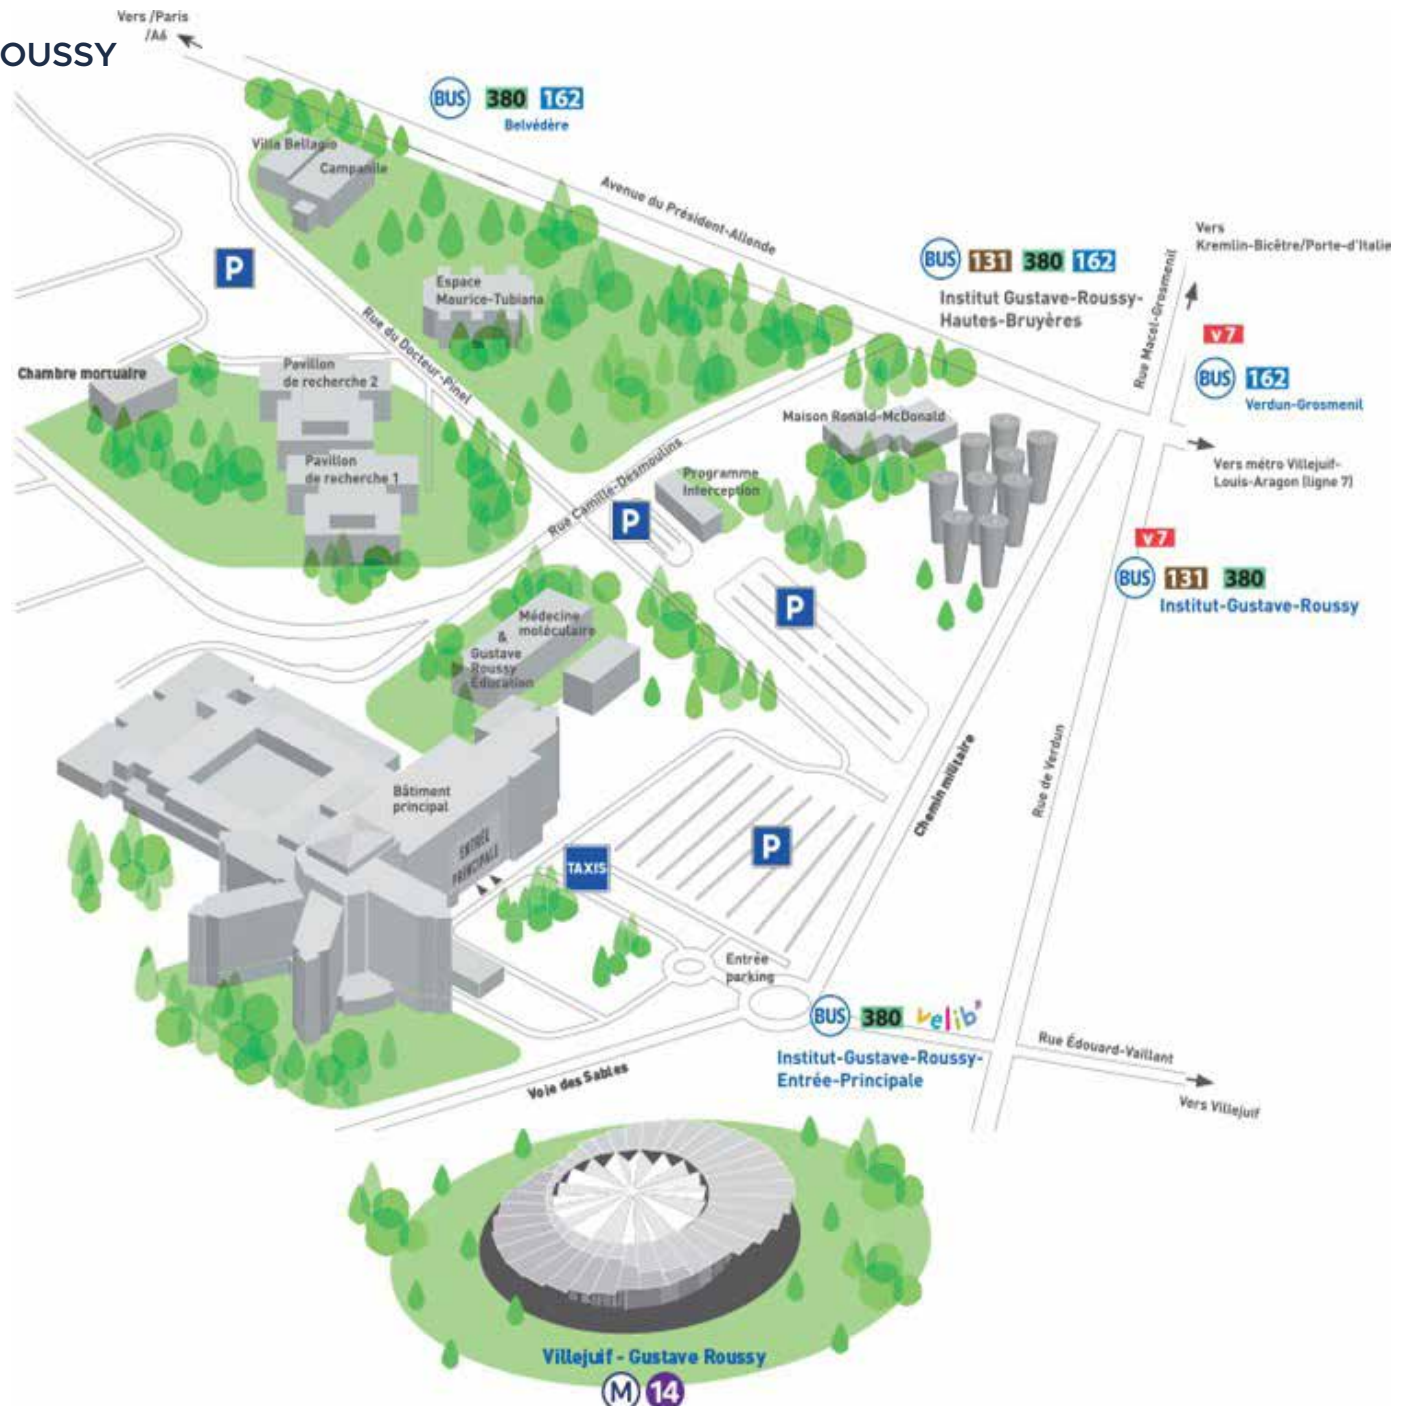 Vers /Paris
/A6
OUSSY
BUS 380 162
Belvédère
Villa Bellagio
Campanile
Avenue du Président-Allende
Vers
Kremlin-Bicêtre/Porte-d'Italie
BUS 131 380 162
Institut Gustave-Roussy-
Hautes-Bruyères
Rue Macel-Grosmenil
P
Espace
Maurice-Tubiana
Rue du Docteur-Pinel
v7
BUS 162
Verdun-Grosmenil
Chambre mortuaire
Pavillon
de recherche 2
Maison Ronald-McDonald
Vers métro Villejuif-
Louis-Aragon (ligne 7)
Pavillon
de recherche 1
Rue Camille-Desmoulins
Programme
Interception
P
v7
BUS 131 380
Institut-Gustave-Roussy
P
Médecine
moléculaire
&
Gustave
Roussy
Éducation
Bâtiment
principal
ENTRÉE
PRINCIPALE
TAXIS
P
Chemin militaire
Rue de Verdun
Entrée
parking
BUS 380 velib'
Institut-Gustave-Roussy-
Entrée-Principale
Rue Édouard-Vaillant
Vers Villejuif
Voie des Sables
Villejuif - Gustave Roussy
M 14